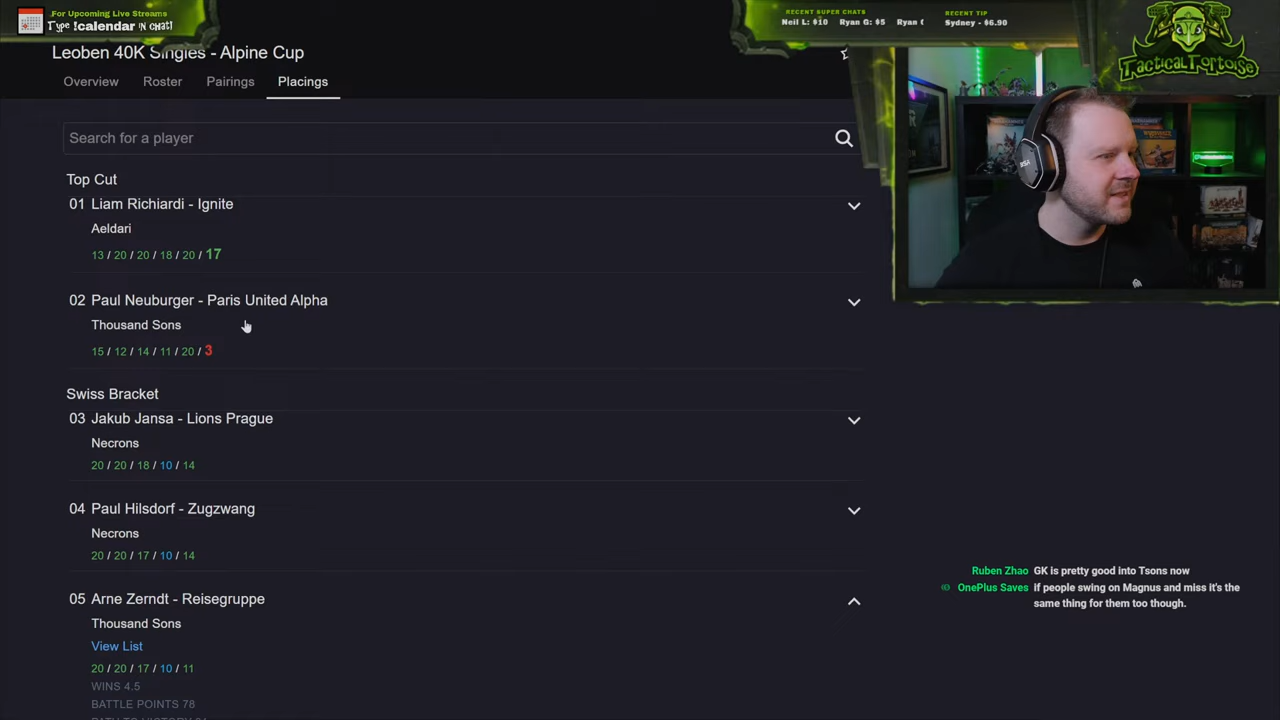 For Upcoming Live Streams
Type !calendar in chat!
RECENT SUPER CHATS
Neil L: $10 Ryan G: $5 Ryan
RECENT TIP
Sydney - $6.90
TacticalTortoise
Leoben 40K Singles - Alpine Cup
Overview Roster Pairings Placings
Search for a player
Top Cut
01 Liam Richiardi - Ignite
Aeldari
13 / 20 / 20 / 18 / 20 / 17
02 Paul Neuburger - Paris United Alpha
Thousand Sons
15 / 12 / 14 / 11 / 20 / 3
Swiss Bracket
03 Jakub Jansa - Lions Prague
Necrons
20 / 20 / 18 / 10 / 14
04 Paul Hilsdorf - Zugzwang
Necrons
20 / 20 / 17 / 10 / 14
05 Arne Zerndt - Reisegruppe
Thousand Sons
View List
20 / 20 / 17 / 10 / 11
WINS 4.5
BATTLE POINTS 78
Ruben Zhao GK is pretty good into Tsons now
OnePlus Saves if people swing on Magnus and miss it's the
same thing for them too though.